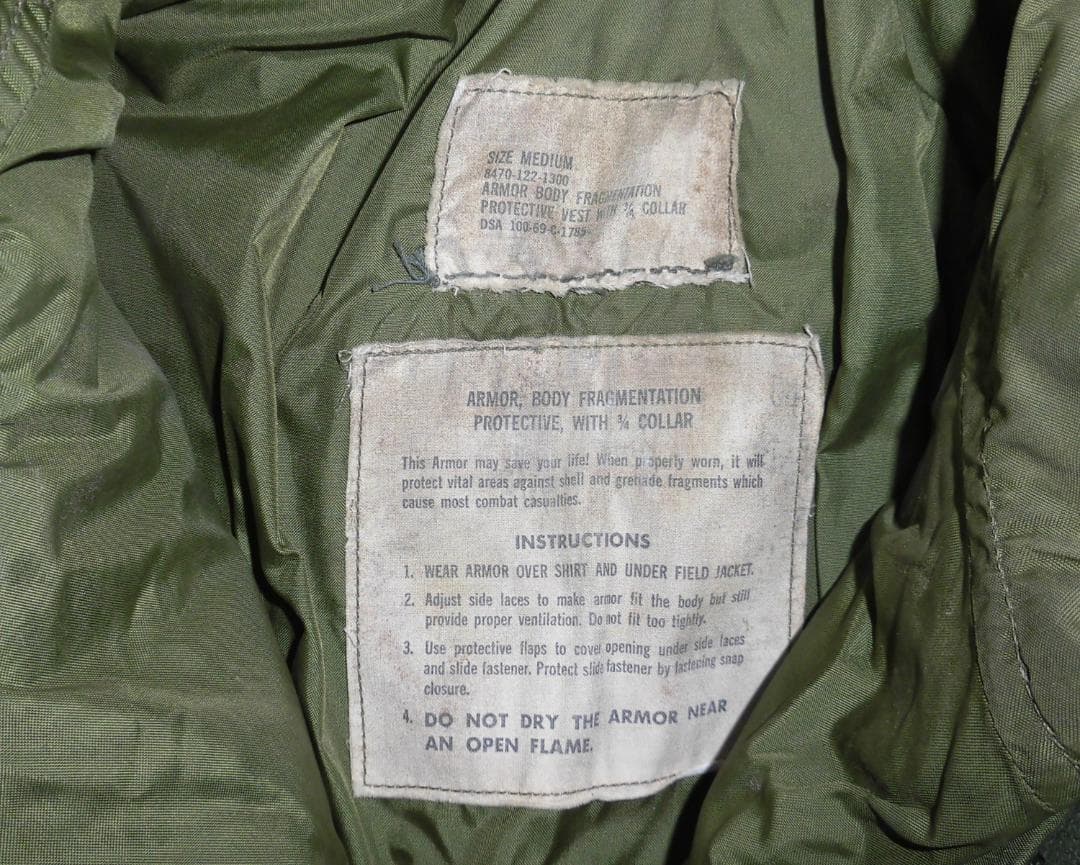 SIZE MEDIUM
8470-122-1300
ARMOR BODY FRAGMENTATION
PROTECTIVE VEST WITH ¾ COLLAR
DSA 100-69-C-1785
ARMOR, BODY FRAGMENTATION
PROTECTIVE, WITH ¾ COLLAR
This Armor may save your life! When properly worn, it will
protect vital areas against shell and grenade fragments which
cause most combat casualties.
INSTRUCTIONS
1. WEAR ARMOR OVER SHIRT AND UNDER FIELD JACKET.
2. Adjust side laces to make armor fit the body but still
provide proper ventilation. Do not fit too tightly.
3. Use protective flaps to cover opening under side laces
and slide fastener. Protect slide fastener by fastening snap
closure.
4. DO NOT DRY THE ARMOR NEAR
AN OPEN FLAME.